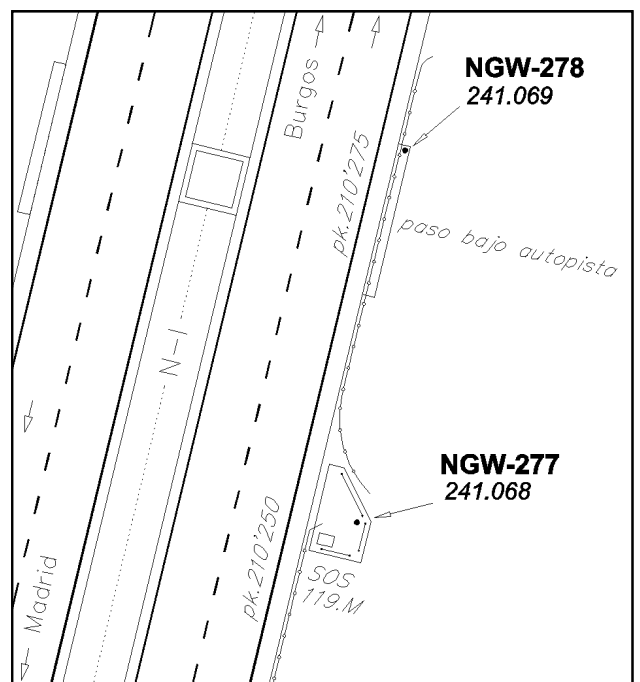 NGW-278
241.069
Burgos
pk.210'275
paso bajo autopista
N-I
NGW-277
241.068
pk.210'250
SOS
119.M
Madrid